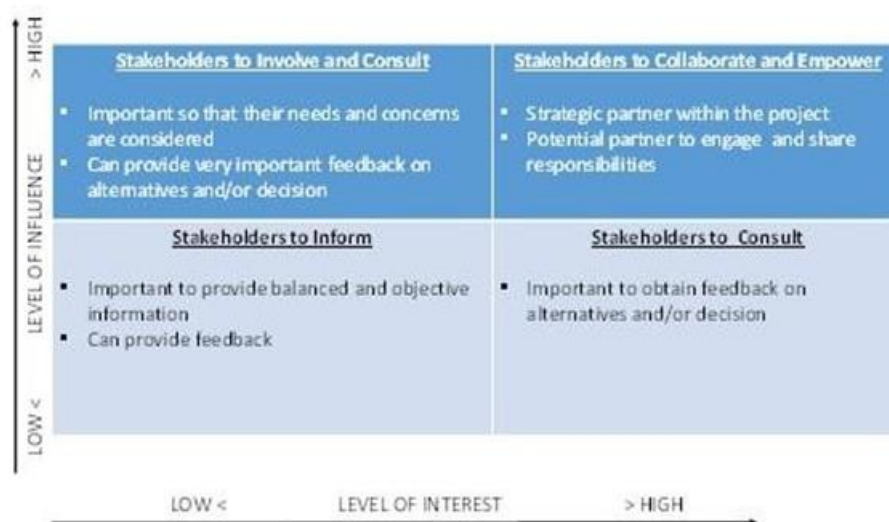 Stakeholders to Involve and Consult
▪ Important so that their needs and concerns
are considered
▪ Can provide very important feedback on
alternatives and/or decision
Stakeholders to Collaborate and Empower
▪ Strategic partner within the project
▪ Potential partner to engage and share
responsibilities
Stakeholders to Inform
▪ Important to provide balanced and objective
information
▪ Can provide feedback
Stakeholders to Consult
▪ Important to obtain feedback on
alternatives and/or decision
LOW < LEVEL OF INFLUENCE > HIGH
LOW < LEVEL OF INTEREST > HIGH